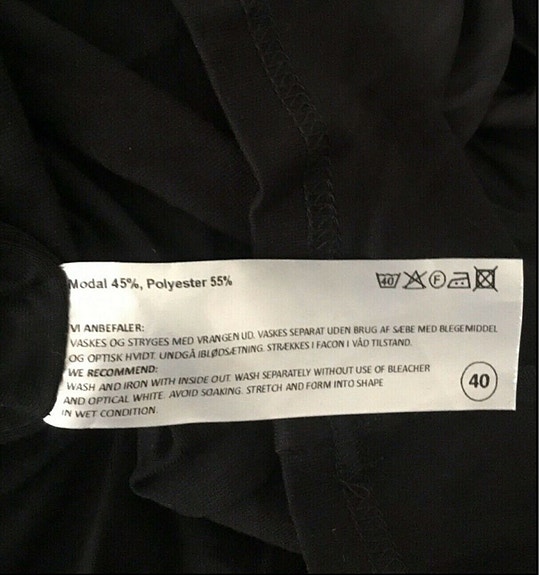 Modal 45%, Polyester 55%
40 F
VI ANBEFALER:
VASKES OG STRYGES MED VRANGEN UD. VASKES SEPARAT UDEN BRUG AF SÆBE MED BLEGEMIDDEL
OG OPTISK HVIDT. UNDGÅ IBLØDSÆTNING. STRÆKKES I FACON I VÅD TILSTAND.
WE RECOMMEND:
WASH AND IRON WITH INSIDE OUT. WASH SEPARATELY WITHOUT USE OF BLEACHER
AND OPTICAL WHITE. AVOID SOAKING. STRETCH AND FORM INTO SHAPE
IN WET CONDITION.
40